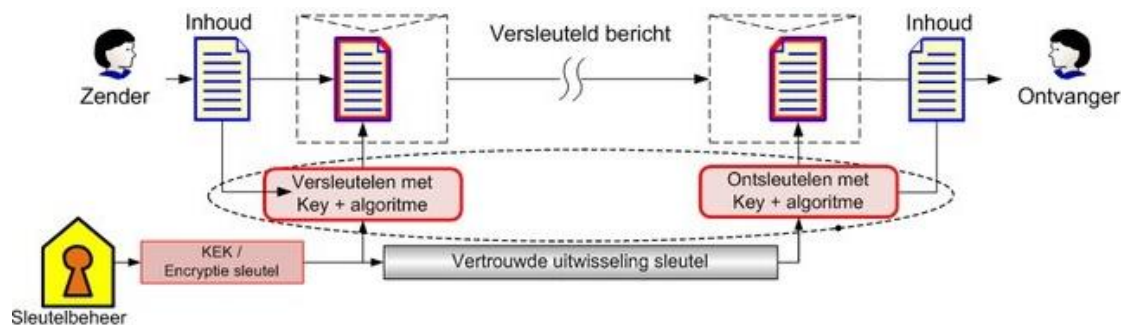 Inhoud
Versleuteld bericht
Inhoud
Zender
Ontvanger
Versleutelen met
Key + algoritme
Ontsleutelen met
Key + algoritme
KEK /
Encryptie sleutel
Vertrouwde uitwisseling sleutel
Sleutelbeheer